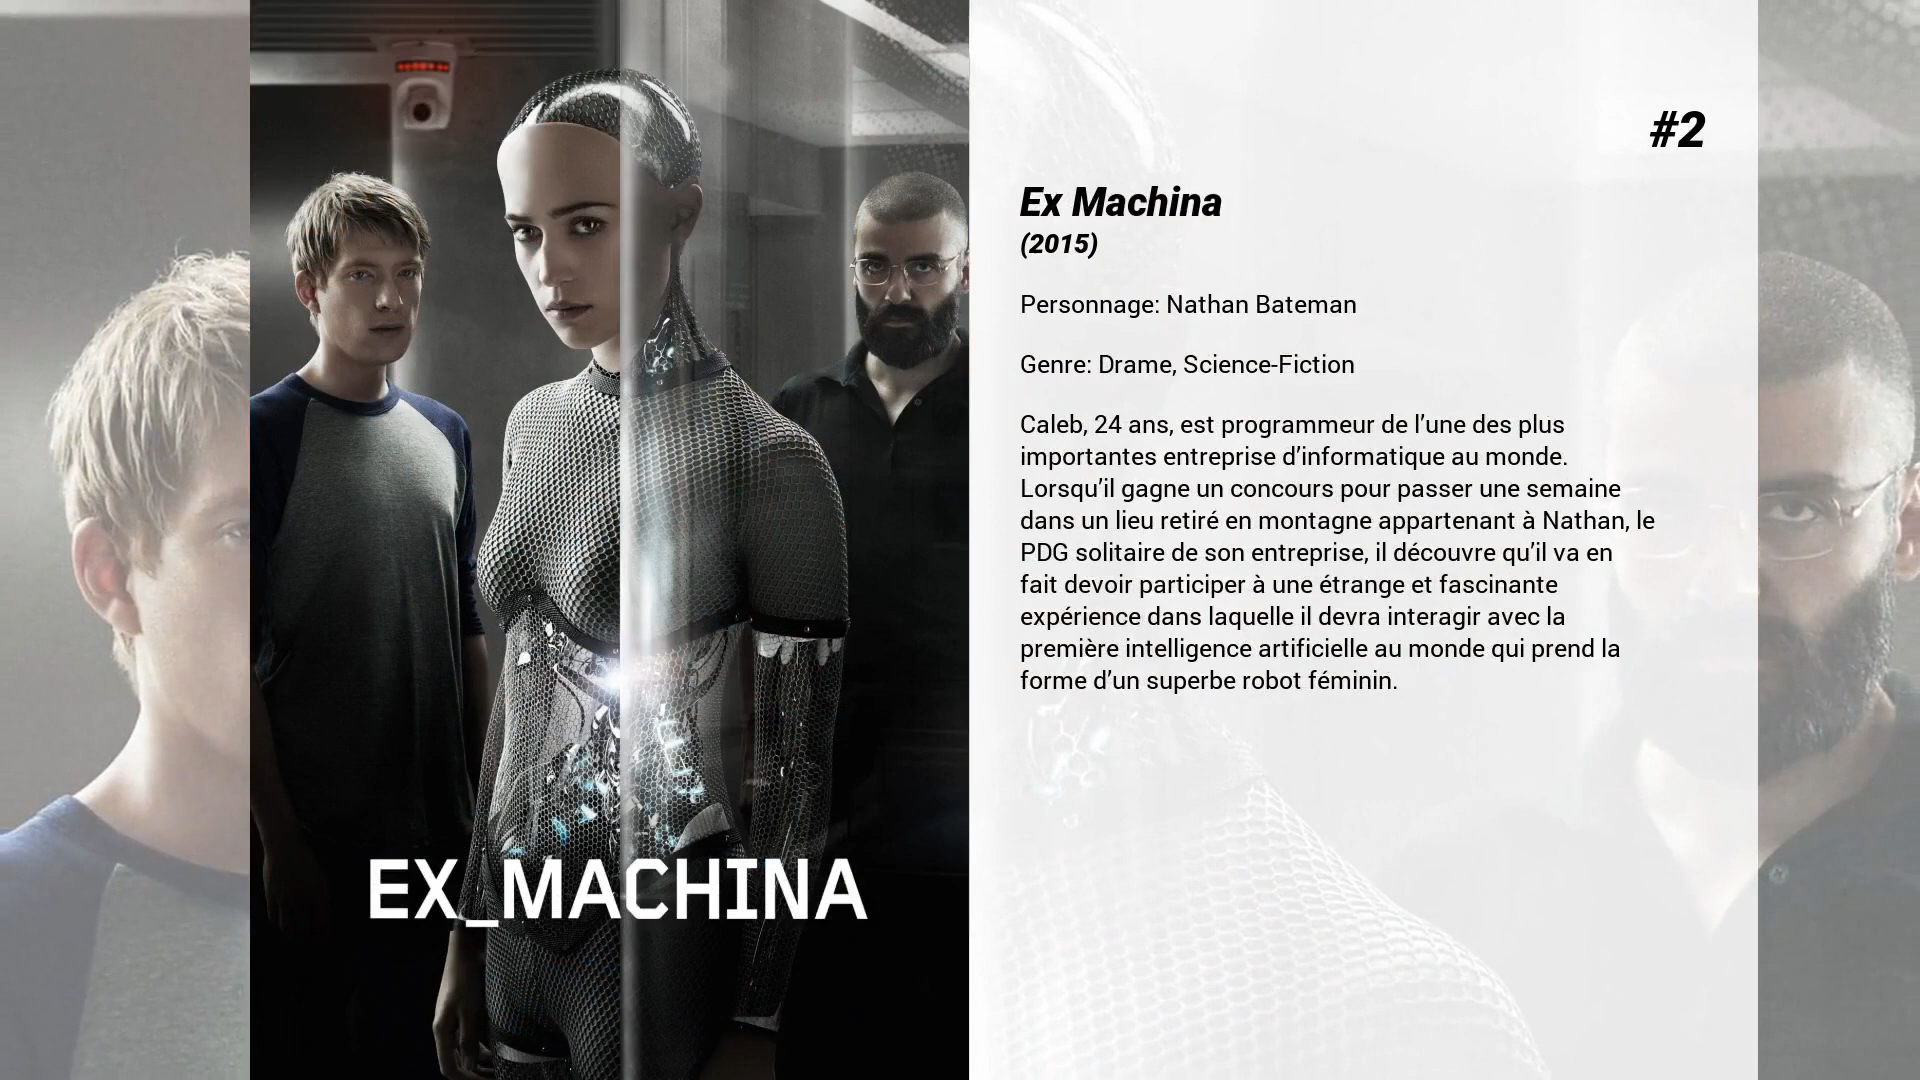 EX_MACHINA
#2
Ex Machina
(2015)
Personnage: Nathan Bateman
Genre: Drame, Science-Fiction
Caleb, 24 ans, est programmeur de l’une des plus
importantes entreprise d’informatique au monde.
Lorsqu’il gagne un concours pour passer une semaine
dans un lieu retiré en montagne appartenant à Nathan, le
PDG solitaire de son entreprise, il découvre qu’il va en
fait devoir participer à une étrange et fascinante
expérience dans laquelle il devra interagir avec la
première intelligence artificielle au monde qui prend la
forme d’un superbe robot féminin.